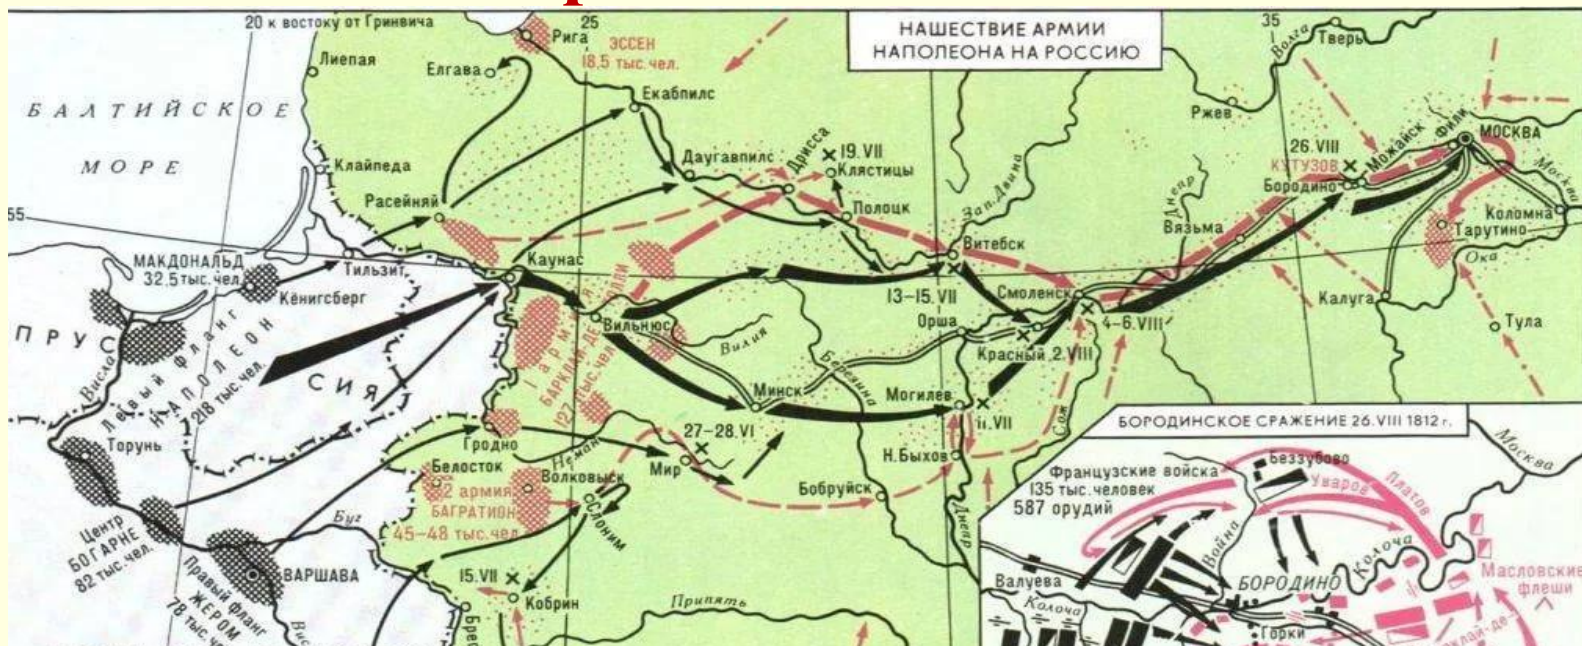 20 к востоку от Гринвича
25
35
НАШЕСТВИЕ АРМИИ
НАПОЛЕОНА НА РОССИЮ
Рига
ЭССЕН
18,5 тыс.чел.
Лиепая
Елгава
Екабпилс
Волга
Тверь
Ржев
БАЛТИЙСКОЕ
МОРЕ
Клайпеда
Даугавпилс
Дрисса
19.VII
Клястицы
Полоцк
Зап.Двина
Днепр
26.VIII
КУТУЗОВ
Бородино
Можайск
Фили
МОСКВА
Москва
Коломна
Тарутино
Ока
55
Расейняй
МАКДОНАЛЬД
32,5 тыс.чел.
Тильзит
Кёнигсберг
Каунас
Витебск
13–15.VII
Вязьма
Смоленск
4–6.VIII
Калуга
Тула
ПРУС
СИЯ
Висла
Левый фланг
НАПОЛЕОН
218 тыс. чел.
Вильнюс
I армия
БАРКЛАЙ ДЕ
ТОЛЛИ
127 тыс. чел.
Вилия
Орша
Красный, 2.VIII
Березина
Минск
Могилев
11.VII
Сож
Торунь
Гродно
Неман
27–28.VI
Мир
Н.Быхов
Бобруйск
Днепр
Белосток
Волковыск
2 армия
БАГРАТИОН
45–48 тыс.чел.
Слоним
Центр
БОГАРНЕ
82 тыс. чел.
Буг
Правый фланг
ЖЕРОМ
78 тыс.
ВАРШАВА
15.VII
Кобрин
Припять
БОРОДИНСКОЕ СРАЖЕНИЕ 26.VIII 1812 г.
Москва
Французские войска
135 тыс.человек
587 орудий
Беззубово
Уваров
Платов
Война
Колоча
Валуева
БОРОДИНО
Масловские
флеши
Колоча
Горки